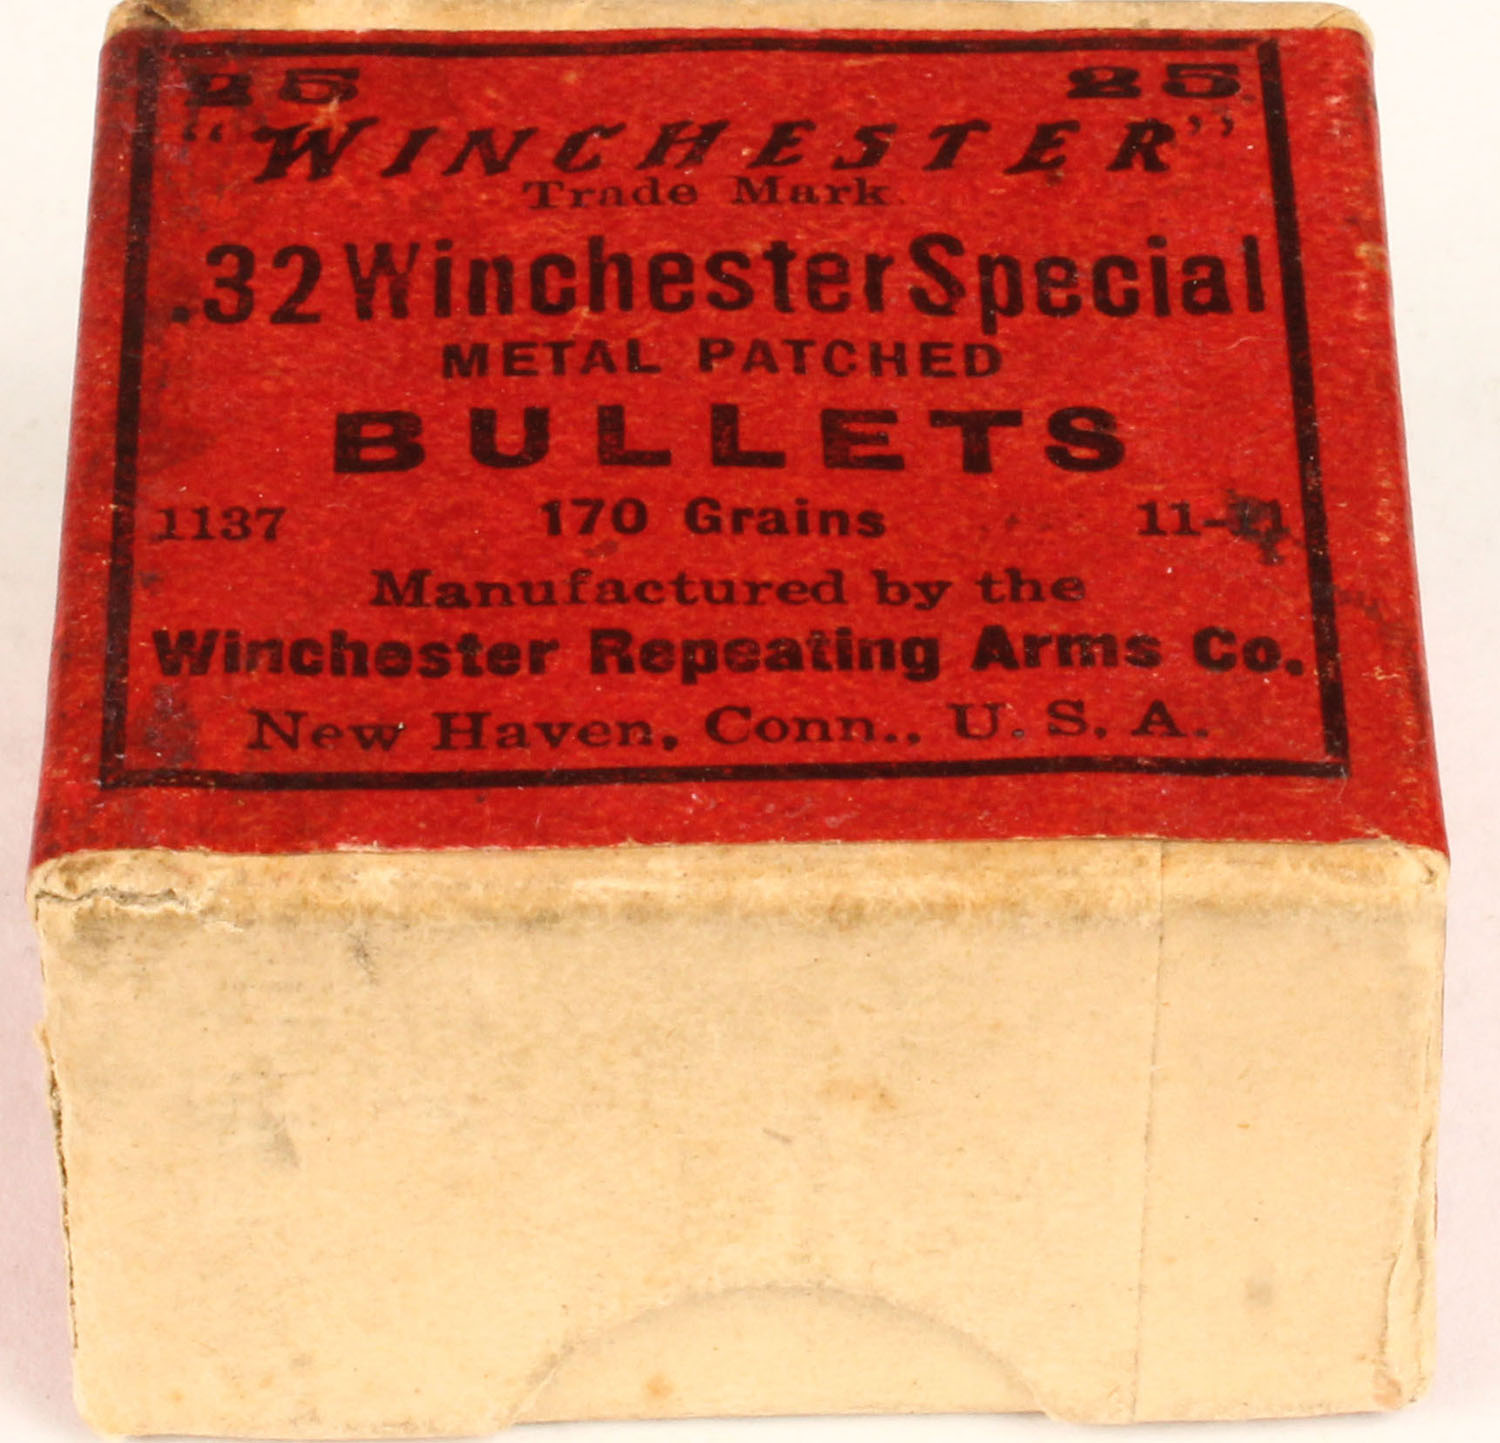 25 25
“WINCHESTER”
Trade Mark
.32 Winchester Special
METAL PATCHED
BULLETS
1137 170 Grains
Manufactured by the
Winchester Repeating Arms Co.
New Haven, Conn., U. S. A.